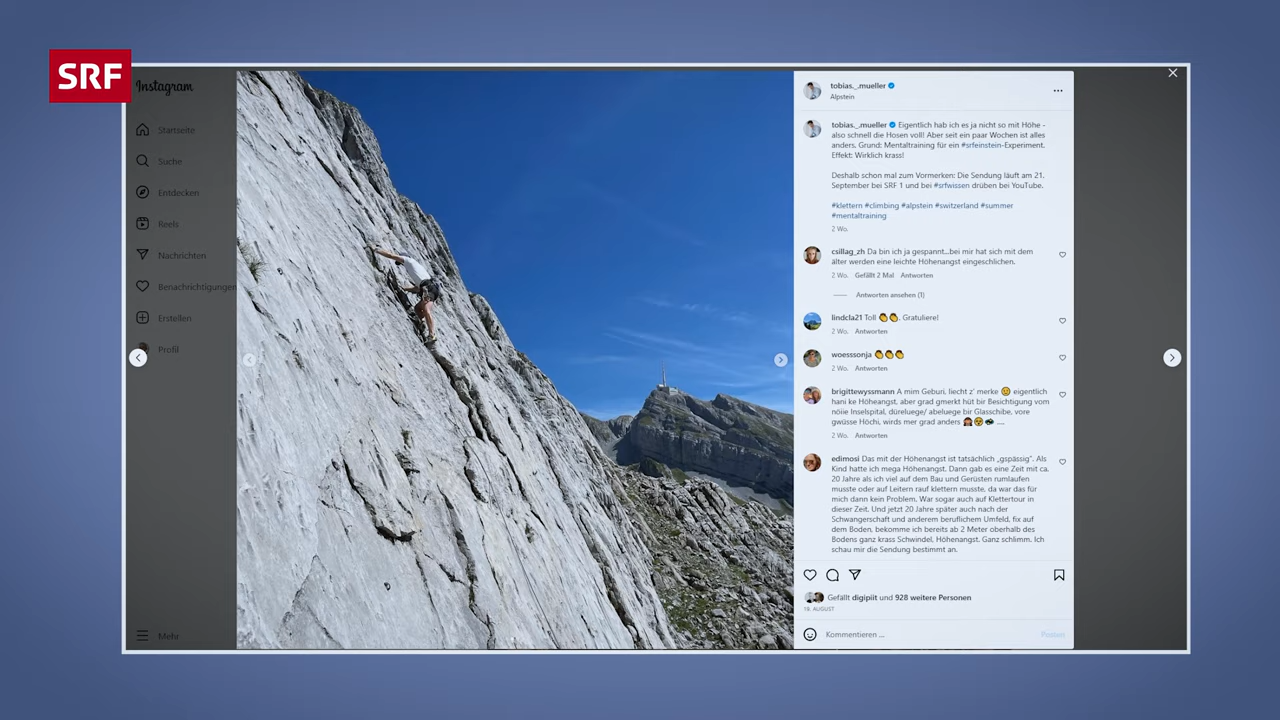 SRF
Instagram
Startseite
Suche
Entdecken
Reels
Nachrichten
Benachrichtigungen
Erstellen
Profil
Mehr
tobias._.mueller
Alpstein
tobias._.mueller Eigentlich hab ich es ja nicht so mit Höhe -
also schnell die Hosen voll! Aber seit ein paar Wochen ist alles
anders, Grund: Mentaltraining für ein #srfeinstein-Experiment.
Effekt: Wirklich krass!
Deshalb schon mal zum Vormerken: Die Sendung läuft am 21.
September bei SRF 1 und bei #srfwissen drüben bei YouTube.
#klettern #climbing #alpstein #switzerland #summer
#mentaltraining
2 Wo.
csillag_zh Da bin ich ja gespannt...bei mir hat sich mit dem
älter werden eine leichte Höhenangst eingeschlichen.
2 Wo. Gefällt 2 Mal Antworten
Antworten ansehen (1)
lindcla21 Toll 👏👏. Gratuliere!
2 Wo. Antworten
woesssonja 👏👏👏
2 Wo. Antworten
brigittewyssmann A mim Geburi, liecht z' merke 😉 eigentlich
hani ke Höheangst, aber grad gmerkt hüt bir Besichtigung vom
nöiie Inselspital, düreluege/ abeluege bir Glasschibe, vore
gwüsse Höchi, wirds mer grad anders
2 Wo. Antworten
edimosi Das mit der Höhenangst ist tatsächlich „gspässig". Als
Kind hatte ich mega Höhenangst. Dann gab es eine Zeit mit ca.
20 Jahre als ich viel auf dem Bau und Gerüsten rumlaufen
musste oder auf Leitern rauf klettern musste, da war das für
mich dann kein Problem. War sogar auch auf Klettertour in
dieser Zeit. Und jetzt 20 Jahre später auch nach der
Schwangerschaft und anderem beruflichem Umfeld, fix auf
dem Boden, bekomme ich bereits ab 2 Meter oberhalb des
Bodens ganz krass Schwindel, Höhenangst. Ganz schlimm. Ich
schau mir die Sendung bestimmt an.
Gefällt digipiit und 928 weitere Personen
19. AUGUST
Kommentieren ...
Posten